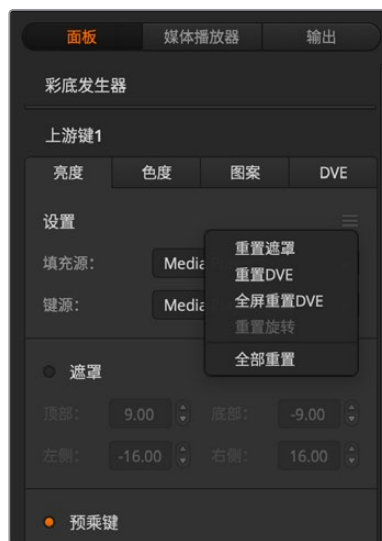 面板 媒体播放器 输出
彩底发生器
上游键1
亮度 色度 图案 DVE
设置
填充源: Media
键源: Media
重置遮罩
重置DVE
全屏重置DVE
重置旋转
全部重置
遮罩
顶部: 9.00 底部: -9.00
左侧: -16.00 右侧: 16.00
预乘键